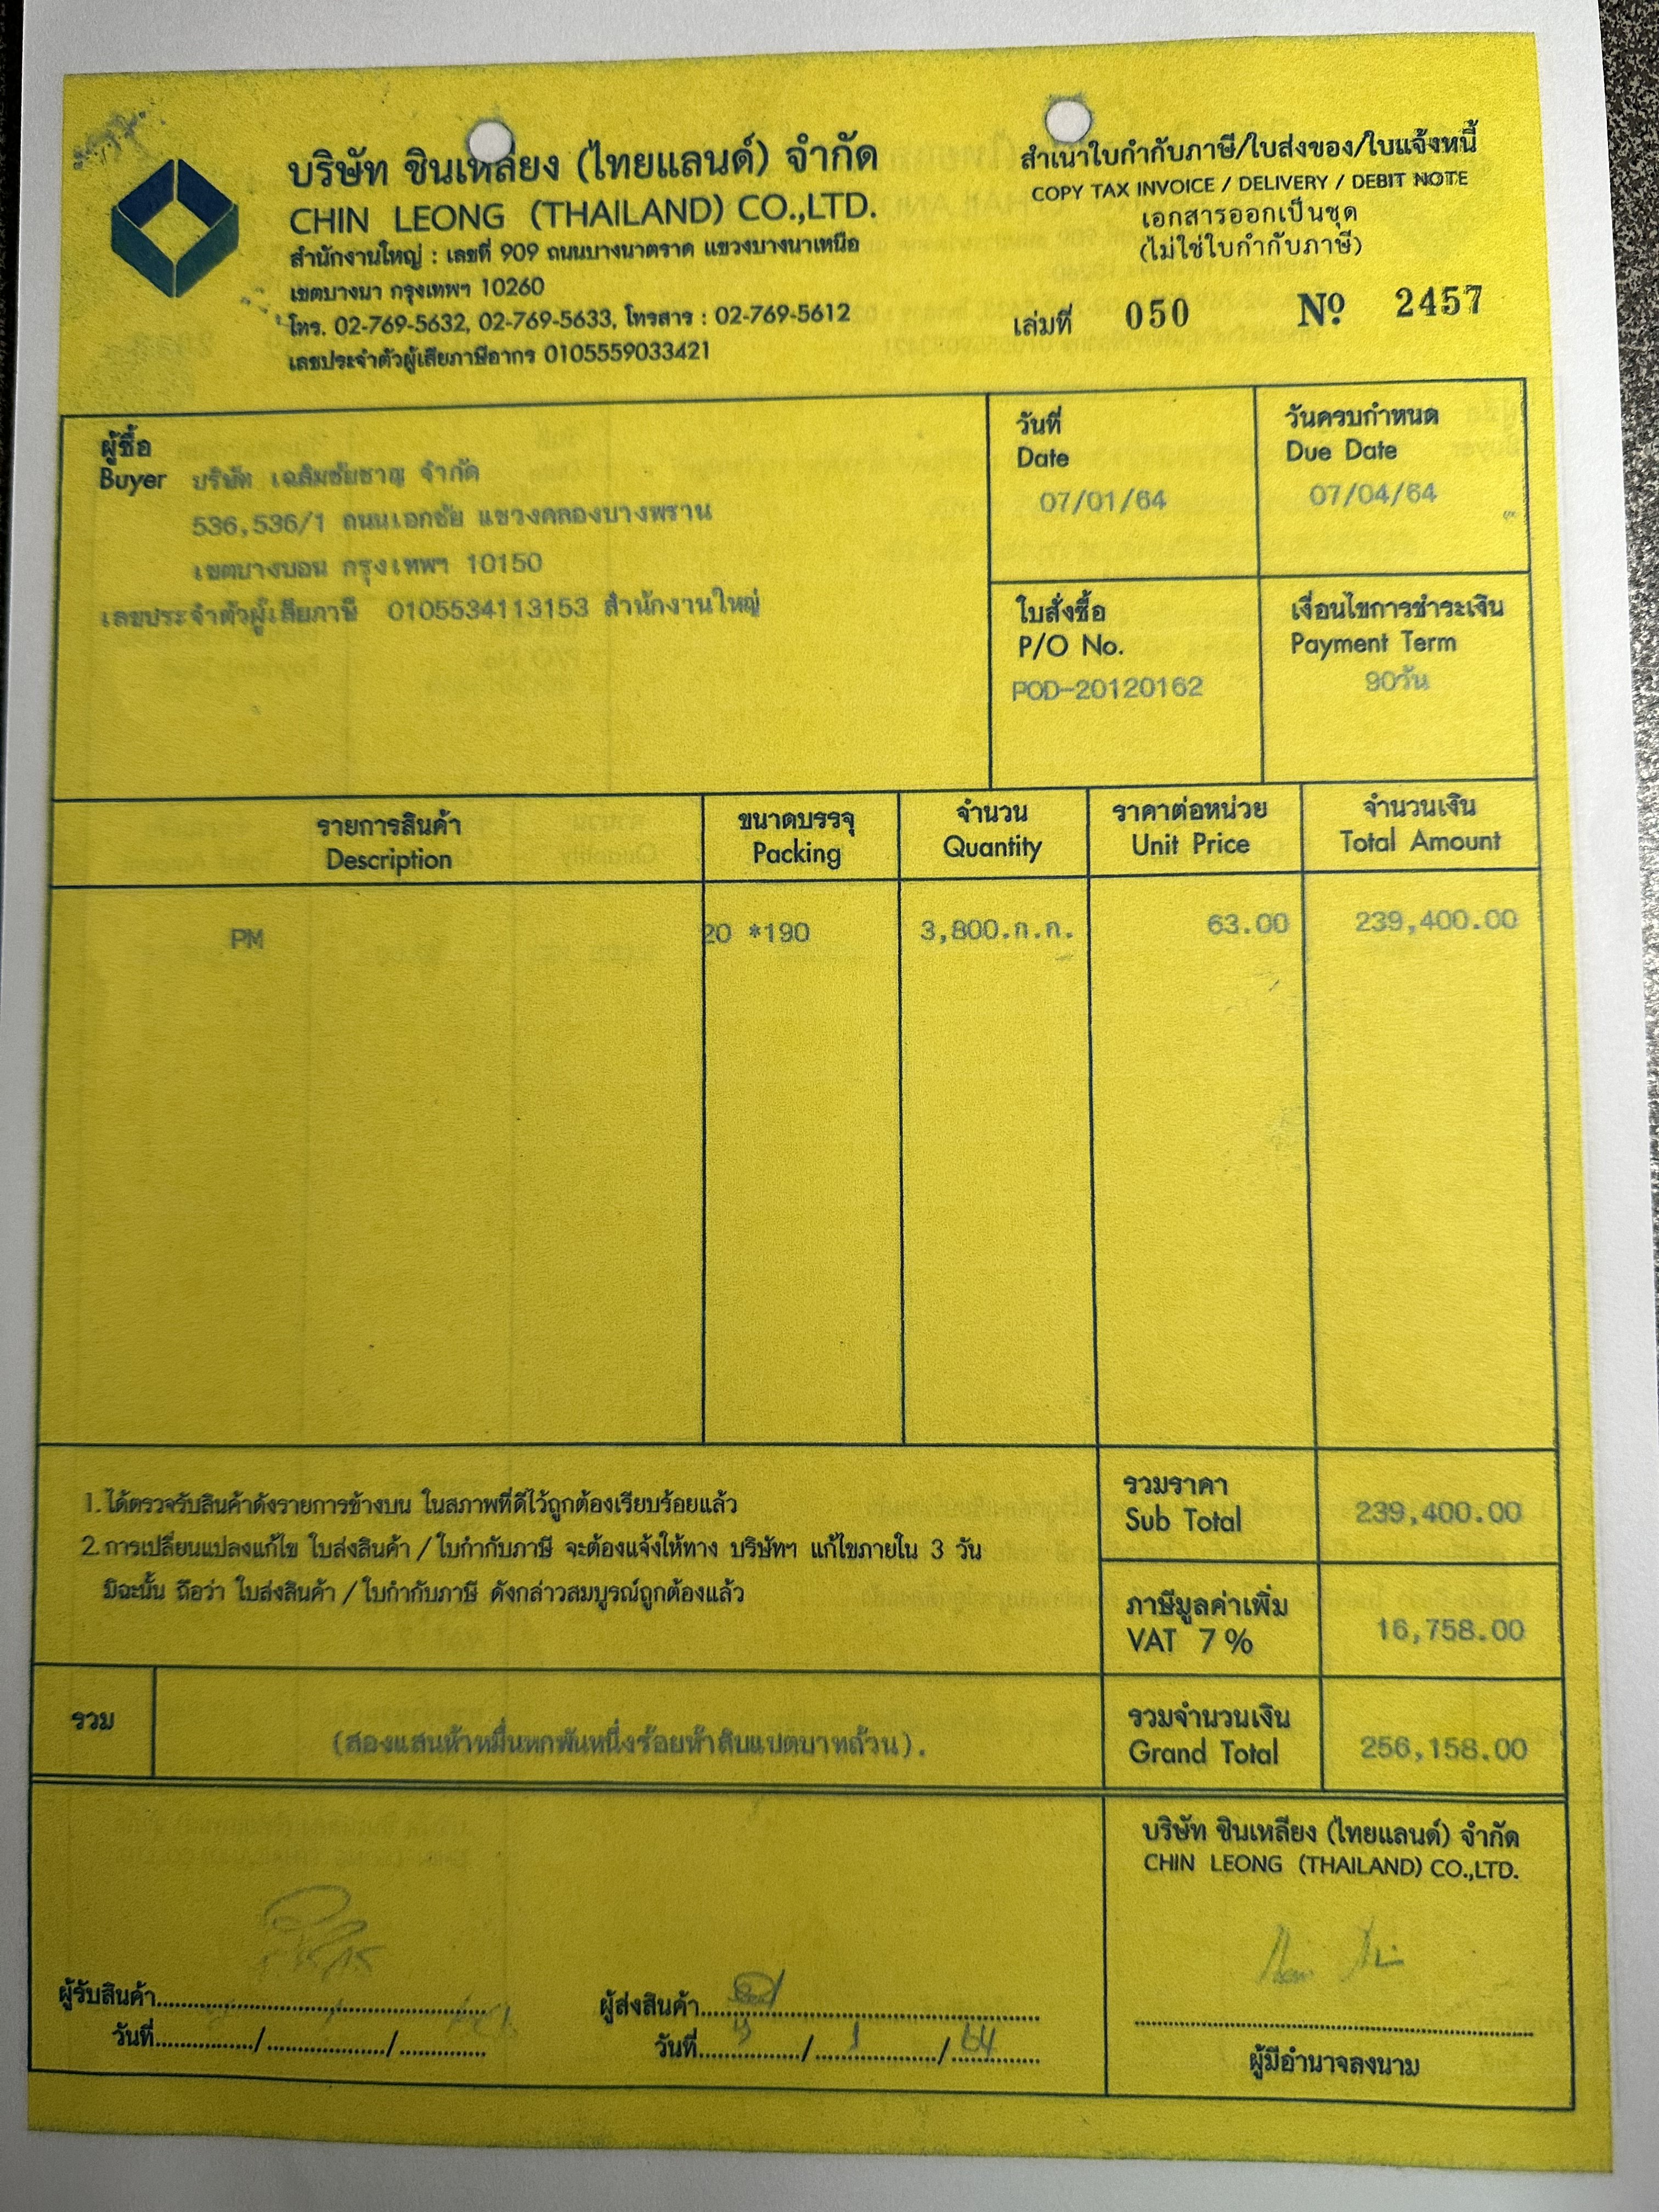 บริษัท ชินเหลียง (ไทยแลนด์) จำกัด
CHIN LEONG (THAILAND) CO.,LTD.
สำนักงานใหญ่ : เลขที่ 909 ถนนบางนาตราด แขวงบางนาเหนือ
เขตบางนา กรุงเทพฯ 10260
โทร. 02-769-5632, 02-769-5633, โทรสาร : 02-769-5612
เลขประจำตัวผู้เสียภาษีอากร 0105559033421
สำเนาใบกำกับภาษี/ใบส่งของ/ใบแจ้งหนี้
COPY TAX INVOICE / DELIVERY / DEBIT NOTE
เอกสารออกเป็นชุด
(ไม่ใช่ใบกำกับภาษี)
เล่มที่ 050 Nº 2457
ผู้ซื้อ
Buyer บริษัท เฉลิมชัยชาญ จำกัด
536,536/1 ถนนเอกชัย แขวงคลองบางพราน
เขตบางบอน กรุงเทพฯ 10150
เลขประจำตัวผู้เสียภาษี 0105534113153 สำนักงานใหญ่
วันที่
Date
07/01/64
วันครบกำหนด
Due Date
07/04/64
ใบสั่งซื้อ
P/O No.
POD-20120162
เงื่อนไขการชำระเงิน
Payment Term
90วัน
รายการสินค้า ขนาดบรรจุ จำนวน ราคาต่อหน่วย จำนวนเงิน
Description Packing Quantity Unit Price Total Amount
PM 20 *190 3,800.ก.ก. 63.00 239,400.00
1. ได้ตรวจรับสินค้าดังรายการข้างบน ในสภาพที่ดีไว้ถูกต้องเรียบร้อยแล้ว
2. การเปลี่ยนแปลงแก้ไข ใบส่งสินค้า / ใบกำกับภาษี จะต้องแจ้งให้ทาง บริษัทฯ แก้ไขภายใน 3 วัน
มิฉะนั้น ถือว่า ใบส่งสินค้า / ใบกำกับภาษี ดังกล่าวสมบูรณ์ถูกต้องแล้ว
รวมราคา
Sub Total 239,400.00
ภาษีมูลค่าเพิ่ม
VAT 7 % 16,758.00
รวม (สองแสนห้าหมื่นหกพันหนึ่งร้อยห้าสิบแปดบาทถ้วน).
รวมจำนวนเงิน
Grand Total 256,158.00
บริษัท ชินเหลียง (ไทยแลนด์) จำกัด
CHIN LEONG (THAILAND) CO.,LTD.
ผู้รับสินค้า
วันที่ / /
ผู้ส่งสินค้า
วันที่ / 1 / 64
ผู้มีอำนาจลงนาม